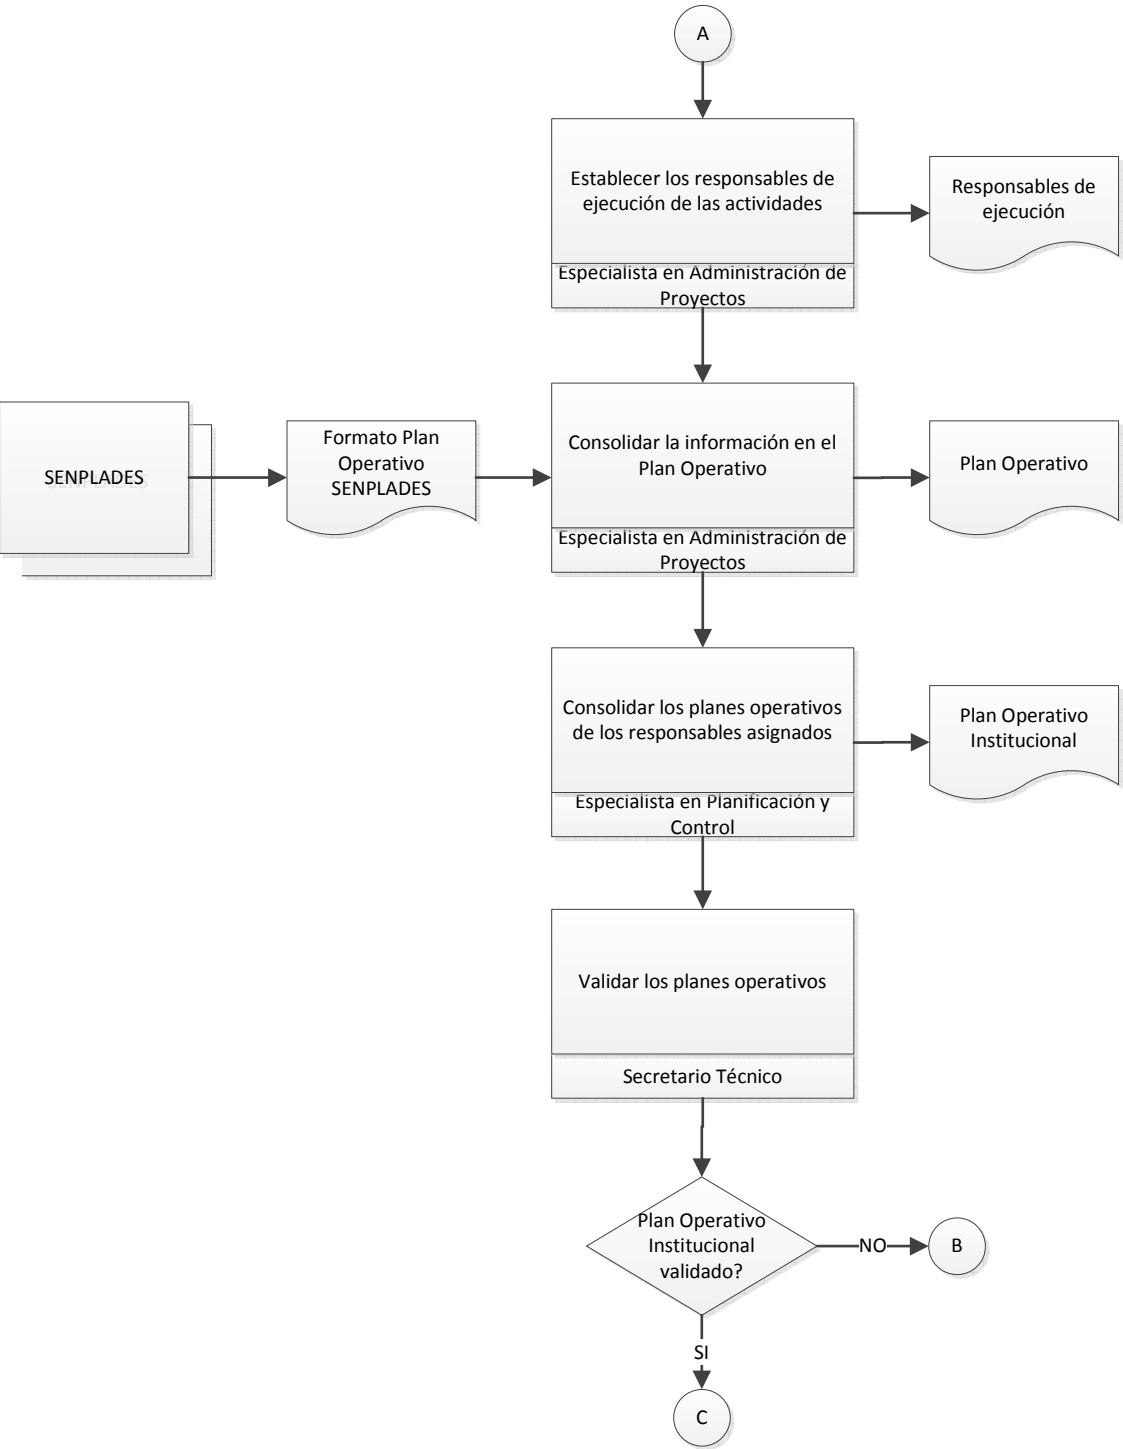 A
Establecer los responsables de
ejecución de las actividades
Responsables de
ejecución
Especialista en Administración de
Proyectos
SENPLADES
Formato Plan
Operativo
SENPLADES
Consolidar la información en el
Plan Operativo
Plan Operativo
Especialista en Administración de
Proyectos
Consolidar los planes operativos
de los responsables asignados
Plan Operativo
Institucional
Especialista en Planificación y
Control
Validar los planes operativos
Secretario Técnico
Plan Operativo
Institucional
validado?
NO
B
SI
C